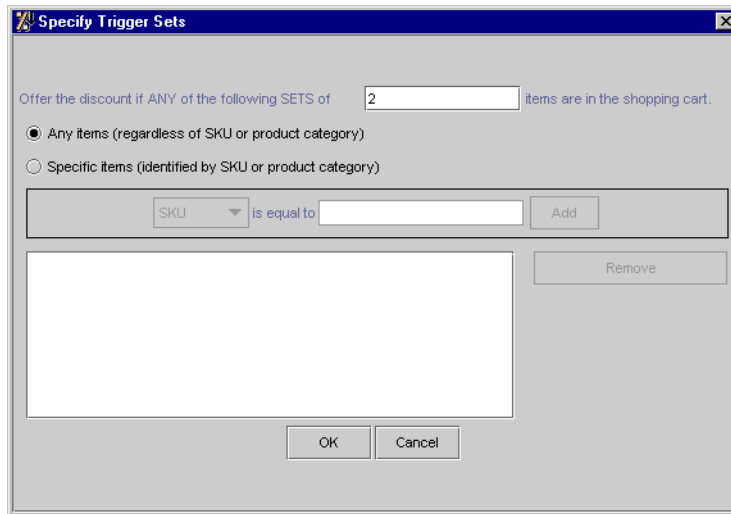 Specify Trigger Sets
Offer the discount if ANY of the following SETS of 2 items are in the shopping cart.
Any items (regardless of SKU or product category)
Specific items (identified by SKU or product category)
SKU is equal to Add
Remove
OK Cancel